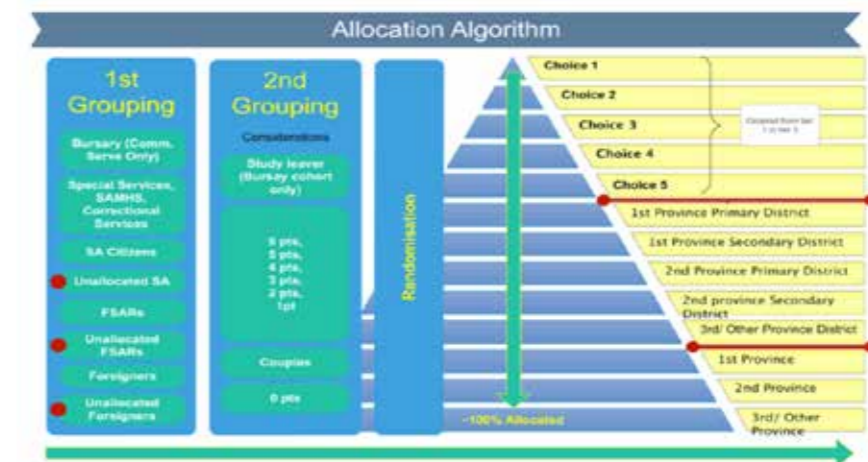 Allocation Algorithm
1st
Grouping
Bursary (Comm.
Serve Only)
Special Services,
SAMHS,
Correctional
Services
SA Citizens
Unallocated SA
FSARs
Unallocated
FSARs
Foreigners
Unallocated
Foreigners
2nd
Grouping
Considerations
Study leaver
(Bursay cohort
only)
6 pts,
5 pts,
4 pts,
3 pts,
2 pts,
1pt
Couples
0 pts
Randomisation
~100% Allocated
Choice 1
Choice 2
Choice 3
Choice 4
Choice 5
1st Province Primary District
1st Province Secondary District
2nd Province Primary District
2nd province Secondary
District
3rd/ Other Province District
1st Province
2nd Province
3rd/ Other
Province